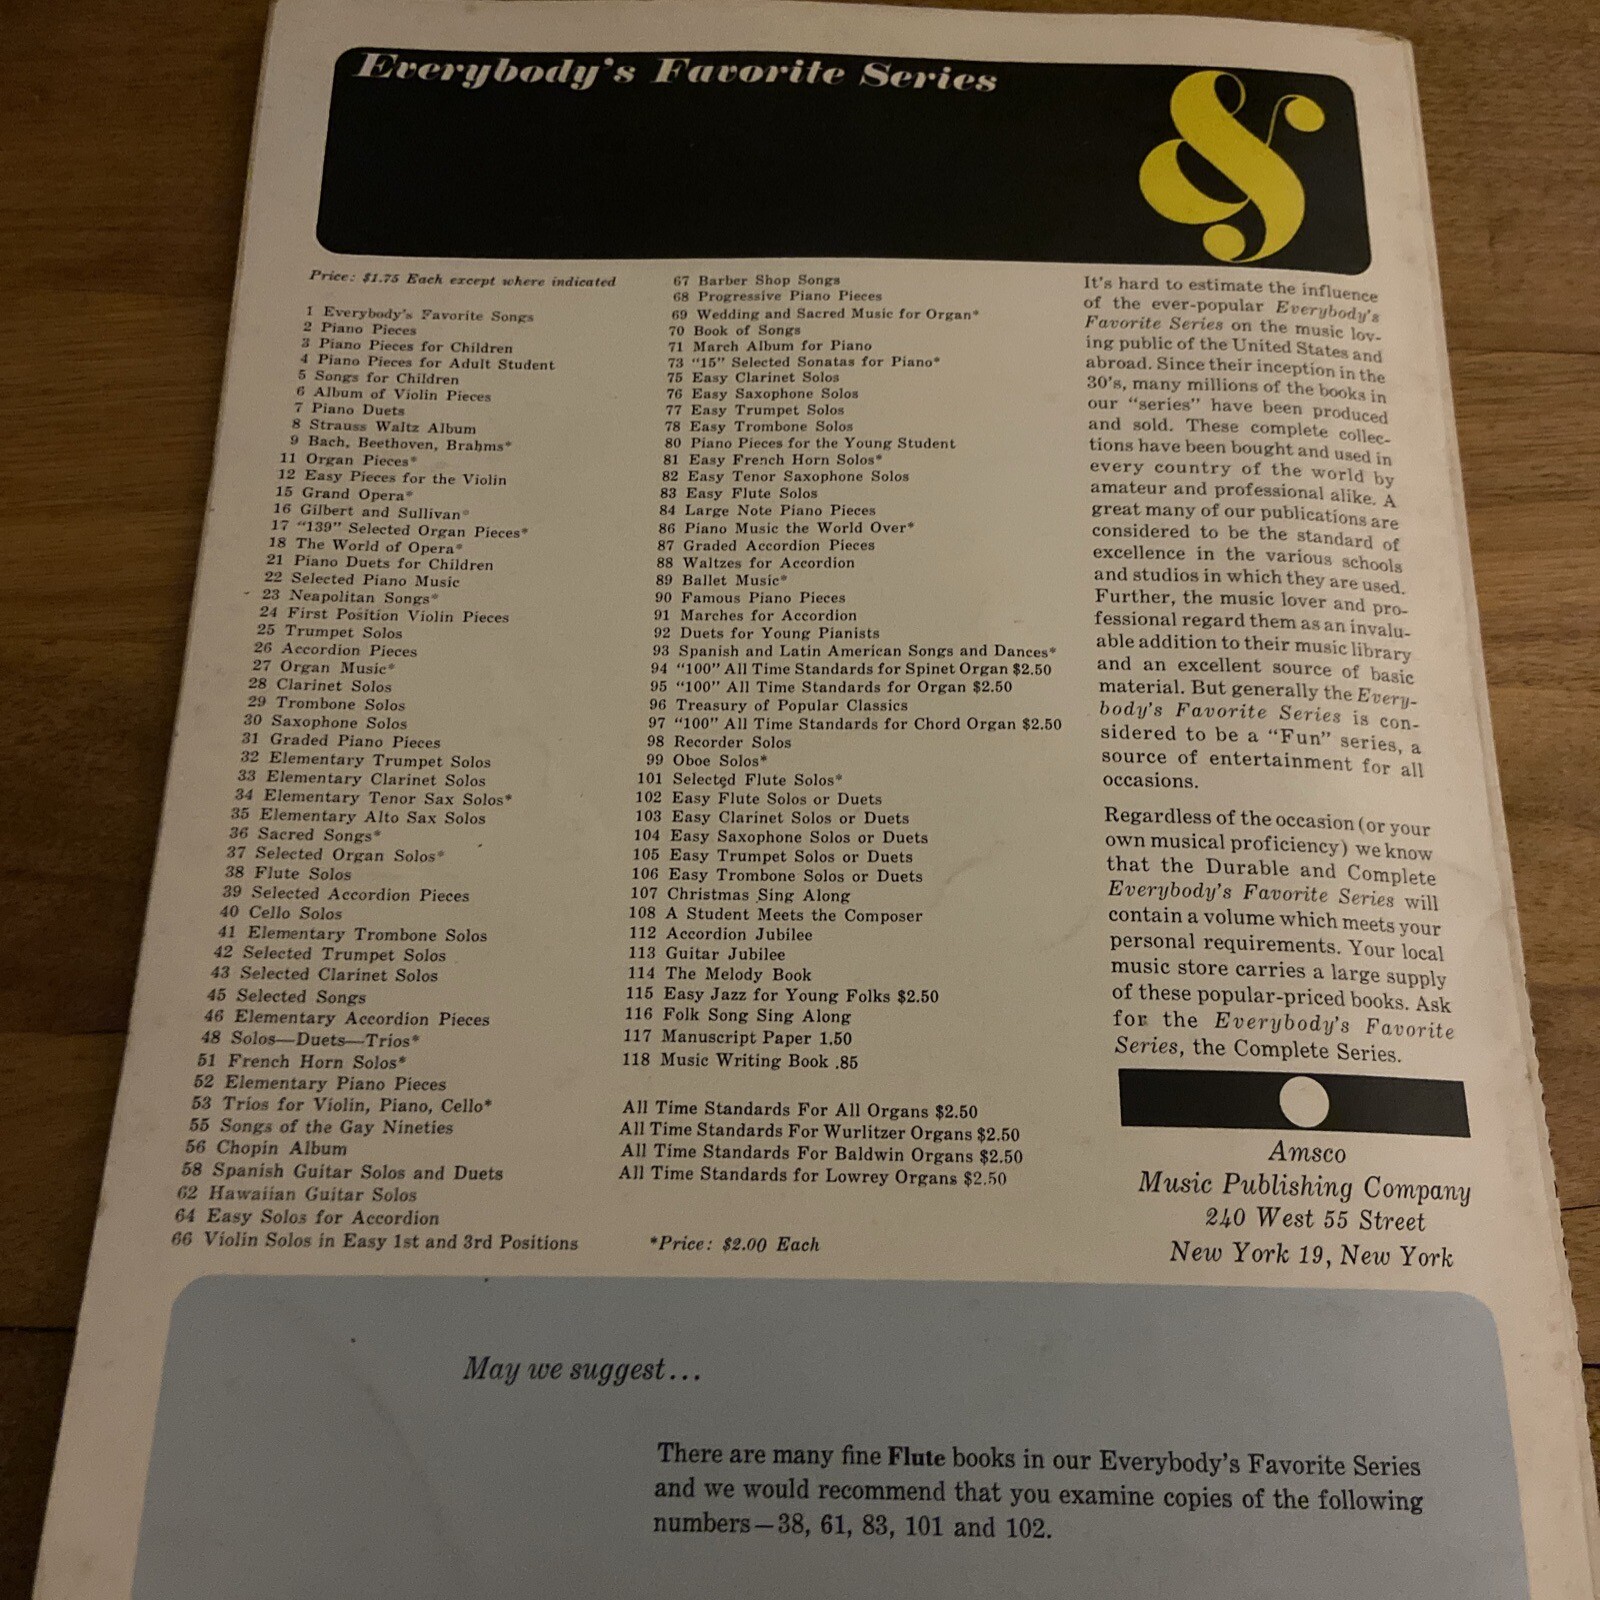 Everybody's Favorite Series
Price: $1.75 Each except where indicated
1 Everybody's Favorite Songs
2 Piano Pieces
3 Piano Pieces for Children
4 Piano Pieces for Adult Student
5 Songs for Children
6 Album of Violin Pieces
7 Piano Duets
8 Strauss Waltz Album
9 Bach, Beethoven, Brahms*
11 Organ Pieces*
12 Easy Pieces for the Violin
15 Grand Opera*
16 Gilbert and Sullivan*
17 "139" Selected Organ Pieces*
18 The World of Opera*
21 Piano Duets for Children
22 Selected Piano Music
23 Neapolitan Songs*
24 First Position Violin Pieces
25 Trumpet Solos
26 Accordion Pieces
27 Organ Music*
28 Clarinet Solos
29 Trombone Solos
30 Saxophone Solos
31 Graded Piano Pieces
32 Elementary Trumpet Solos
33 Elementary Clarinet Solos
34 Elementary Tenor Sax Solos*
35 Elementary Alto Sax Solos
36 Sacred Songs*
37 Selected Organ Solos*
38 Flute Solos
39 Selected Accordion Pieces
40 Cello Solos
41 Elementary Trombone Solos
42 Selected Trumpet Solos
43 Selected Clarinet Solos
45 Selected Songs
46 Elementary Accordion Pieces
48 Solos—Duets—Trios*
51 French Horn Solos*
52 Elementary Piano Pieces
53 Trios for Violin, Piano, Cello*
55 Songs of the Gay Nineties
56 Chopin Album
58 Spanish Guitar Solos and Duets
62 Hawaiian Guitar Solos
64 Easy Solos for Accordion
66 Violin Solos in Easy 1st and 3rd Positions
67 Barber Shop Songs
68 Progressive Piano Pieces
69 Wedding and Sacred Music for Organ*
70 Book of Songs
71 March Album for Piano
73 "15" Selected Sonatas for Piano*
75 Easy Clarinet Solos
76 Easy Saxophone Solos
77 Easy Trumpet Solos
78 Easy Trombone Solos
80 Piano Pieces for the Young Student
81 Easy French Horn Solos*
82 Easy Tenor Saxophone Solos
83 Easy Flute Solos
84 Large Note Piano Pieces
86 Piano Music the World Over*
87 Graded Accordion Pieces
88 Waltzes for Accordion
89 Ballet Music*
90 Famous Piano Pieces
91 Marches for Accordion
92 Duets for Young Pianists
93 Spanish and Latin American Songs and Dances*
94 "100" All Time Standards for Spinet Organ $2.50
95 "100" All Time Standards for Organ $2.50
96 Treasury of Popular Classics
97 "100" All Time Standards for Chord Organ $2.50
98 Recorder Solos
99 Oboe Solos*
101 Selected Flute Solos*
102 Easy Flute Solos or Duets
103 Easy Clarinet Solos or Duets
104 Easy Saxophone Solos or Duets
105 Easy Trumpet Solos or Duets
106 Easy Trombone Solos or Duets
107 Christmas Sing Along
108 A Student Meets the Composer
112 Accordion Jubilee
113 Guitar Jubilee
114 The Melody Book
115 Easy Jazz for Young Folks $2.50
116 Folk Song Sing Along
117 Manuscript Paper 1.50
118 Music Writing Book .85
All Time Standards For All Organs $2.50
All Time Standards For Wurlitzer Organs $2.50
All Time Standards For Baldwin Organs $2.50
All Time Standards for Lowrey Organs $2.50
*Price: $2.00 Each
It's hard to estimate the influence
of the ever-popular Everybody's
Favorite Series on the music lov-
ing public of the United States and
abroad. Since their inception in the
30's, many millions of the books in
our "series" have been produced
and sold. These complete collec-
tions have been bought and used in
every country of the world by
amateur and professional alike. A
great many of our publications are
considered to be the standard of
excellence in the various schools
and studios in which they are used.
Further, the music lover and pro-
fessional regard them as an invalu-
able addition to their music library
and an excellent source of basic
material. But generally the Every-
body's Favorite Series is con-
sidered to be a "Fun" series, a
source of entertainment for all
occasions.
Regardless of the occasion (or your
own musical proficiency) we know
that the Durable and Complete
Everybody's Favorite Series will
contain a volume which meets your
personal requirements. Your local
music store carries a large supply
of these popular-priced books. Ask
for the Everybody's Favorite
Series, the Complete Series.
Amsco
Music Publishing Company
240 West 55 Street
New York 19, New York
May we suggest...
There are many fine Flute books in our Everybody's Favorite Series
and we would recommend that you examine copies of the following
numbers—38, 61, 83, 101 and 102.